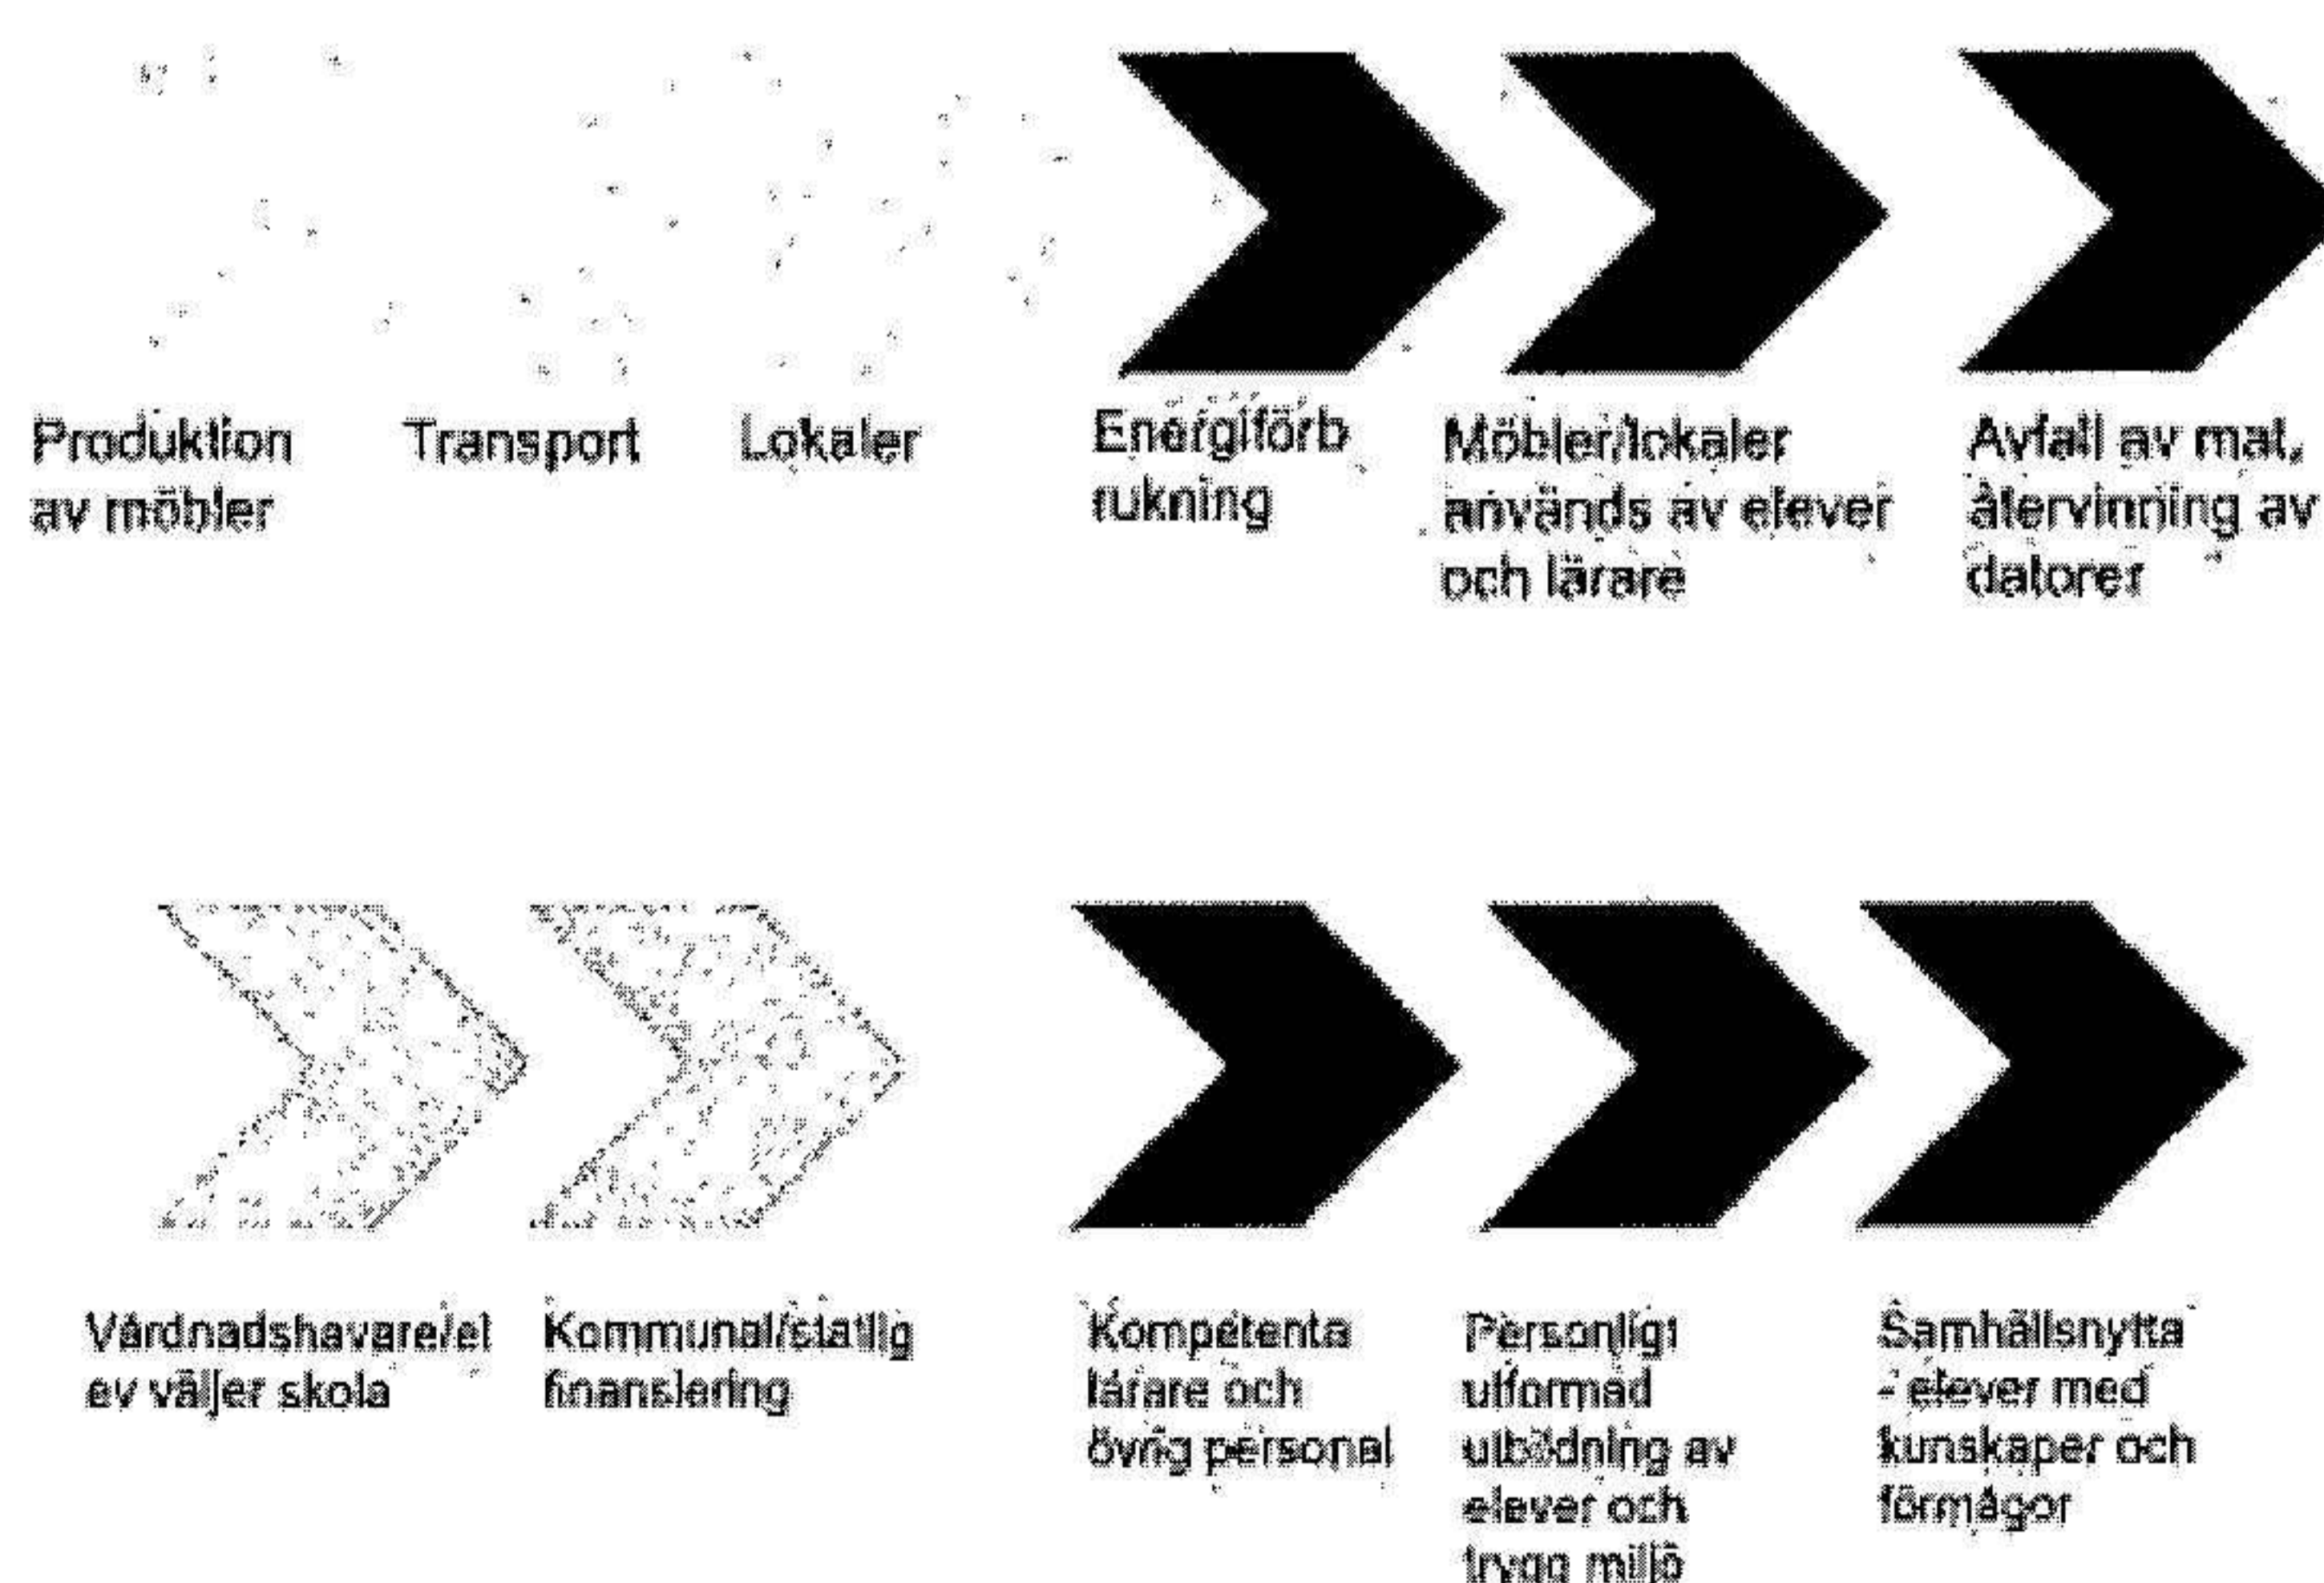 Produktion
av möbler
Transport
Lokaler
Energiförb
rukning
Möbler/lokaler
används av elever
och lärare
Avfall av mat,
återvinning av
datorer
Vårdnadshavare/el
ev väljer skola
Kommunal/statlig
finansiering
Kompetenta
lärare och
övrig personal
Personligt
utformad
utbildning av
elever och
trygg miljö
Samhällsnytta
- elever med
kunskaper och
förmågor